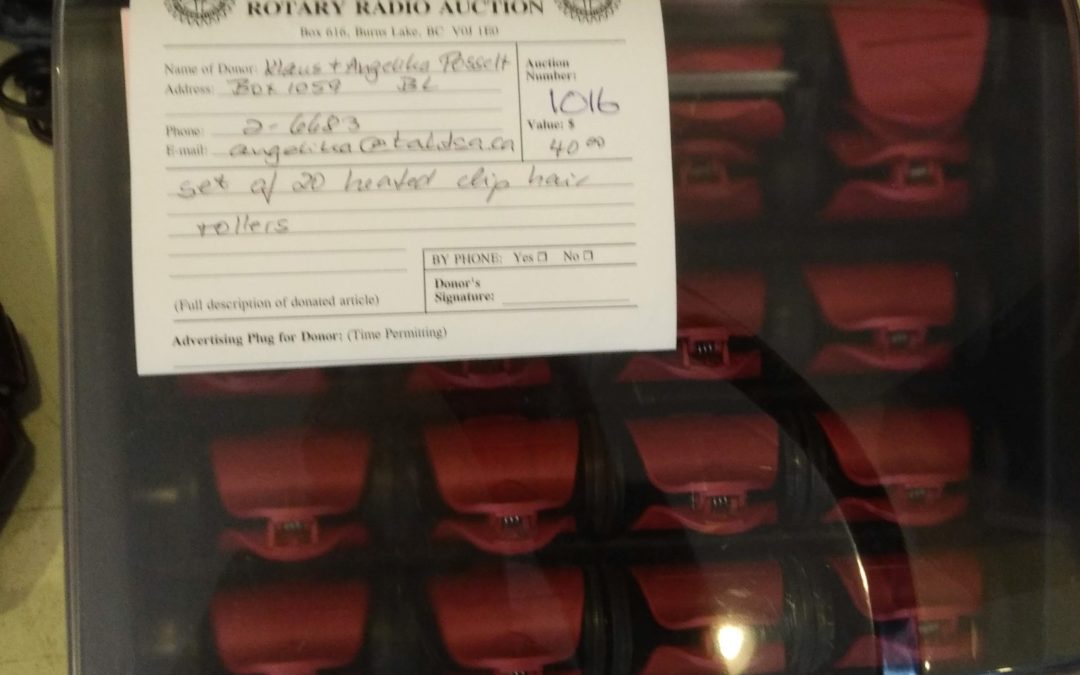 ROTARY RADIO AUCTION
Box 616, Burns Lake, BC V0J 1E0
Name of Donor: Klaus + Angelika Posselt
Address: Box 1059 BL
Auction Number:
1016
Phone: 2-6683
Value: $
40 00
E-mail:
set of 20 heated clip hair
rollers
BY PHONE: Yes No
Donor's
Signature:
(Full description of donated article)
Advertising Plug for Donor: (Time Permitting)